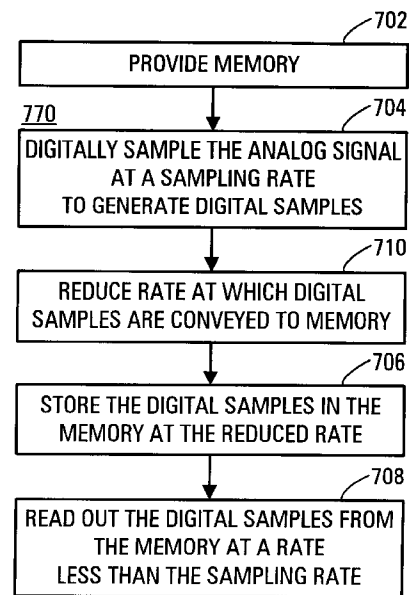 702
PROVIDE MEMORY
770
704
DIGITALLY SAMPLE THE ANALOG SIGNAL
AT A SAMPLING RATE
TO GENERATE DIGITAL SAMPLES
710
REDUCE RATE AT WHICH DIGITAL
SAMPLES ARE CONVEYED TO MEMORY
706
STORE THE DIGITAL SAMPLES IN THE
MEMORY AT THE REDUCED RATE
708
READ OUT THE DIGITAL SAMPLES FROM
THE MEMORY AT A RATE
LESS THAN THE SAMPLING RATE